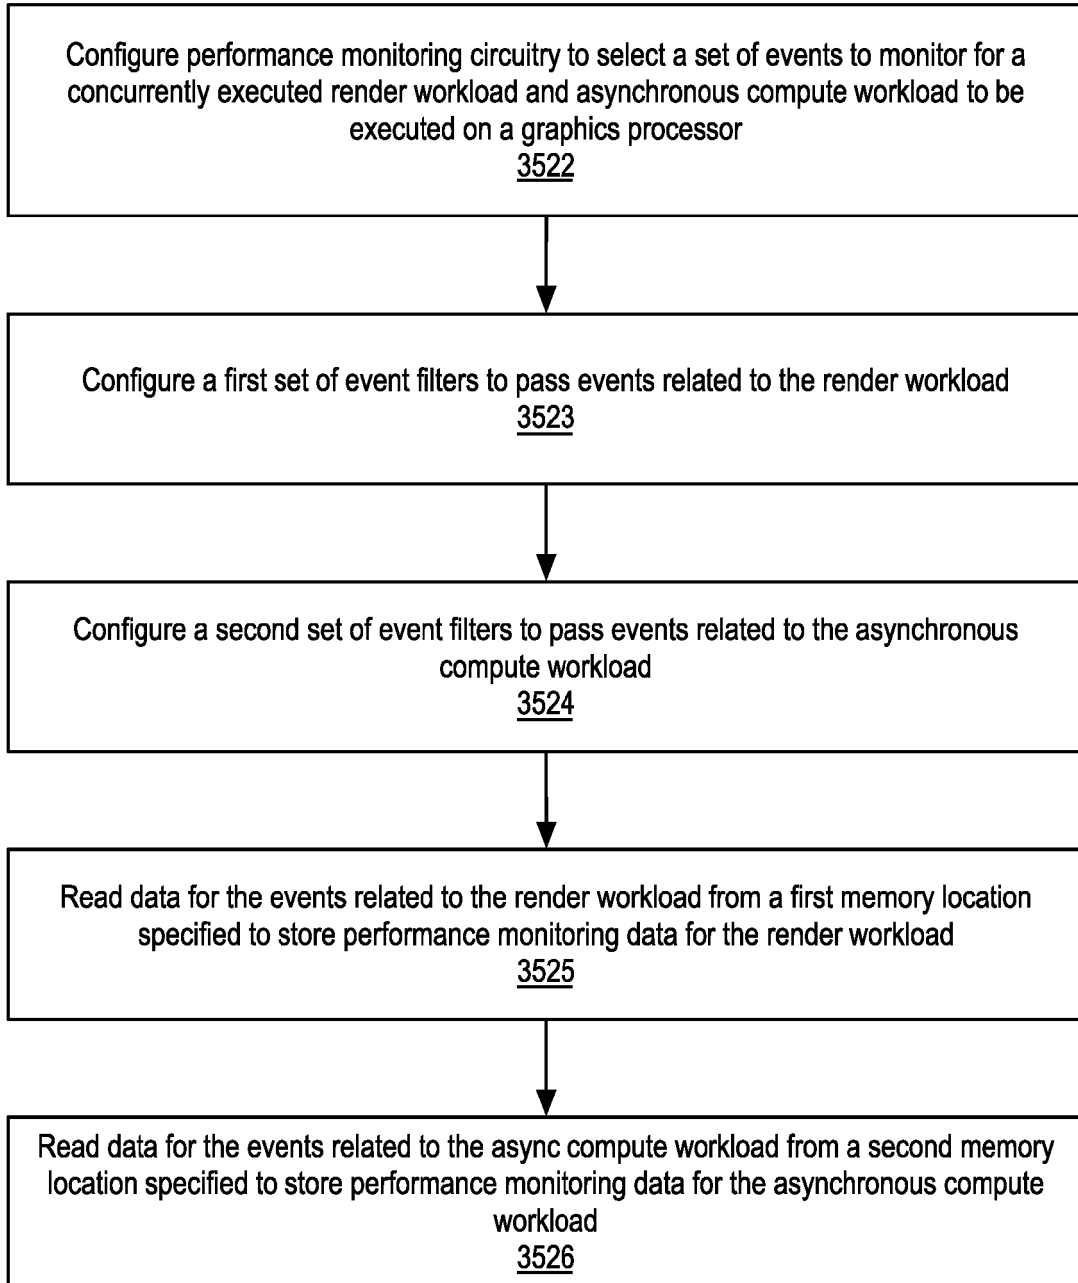 Configure performance monitoring circuitry to select a set of events to monitor for a
concurrently executed render workload and asynchronous compute workload to be
executed on a graphics processor
3522
Configure a first set of event filters to pass events related to the render workload
3523
Configure a second set of event filters to pass events related to the asynchronous
compute workload
3524
Read data for the events related to the render workload from a first memory location
specified to store performance monitoring data for the render workload
3525
Read data for the events related to the async compute workload from a second memory
location specified to store performance monitoring data for the asynchronous compute
workload
3526